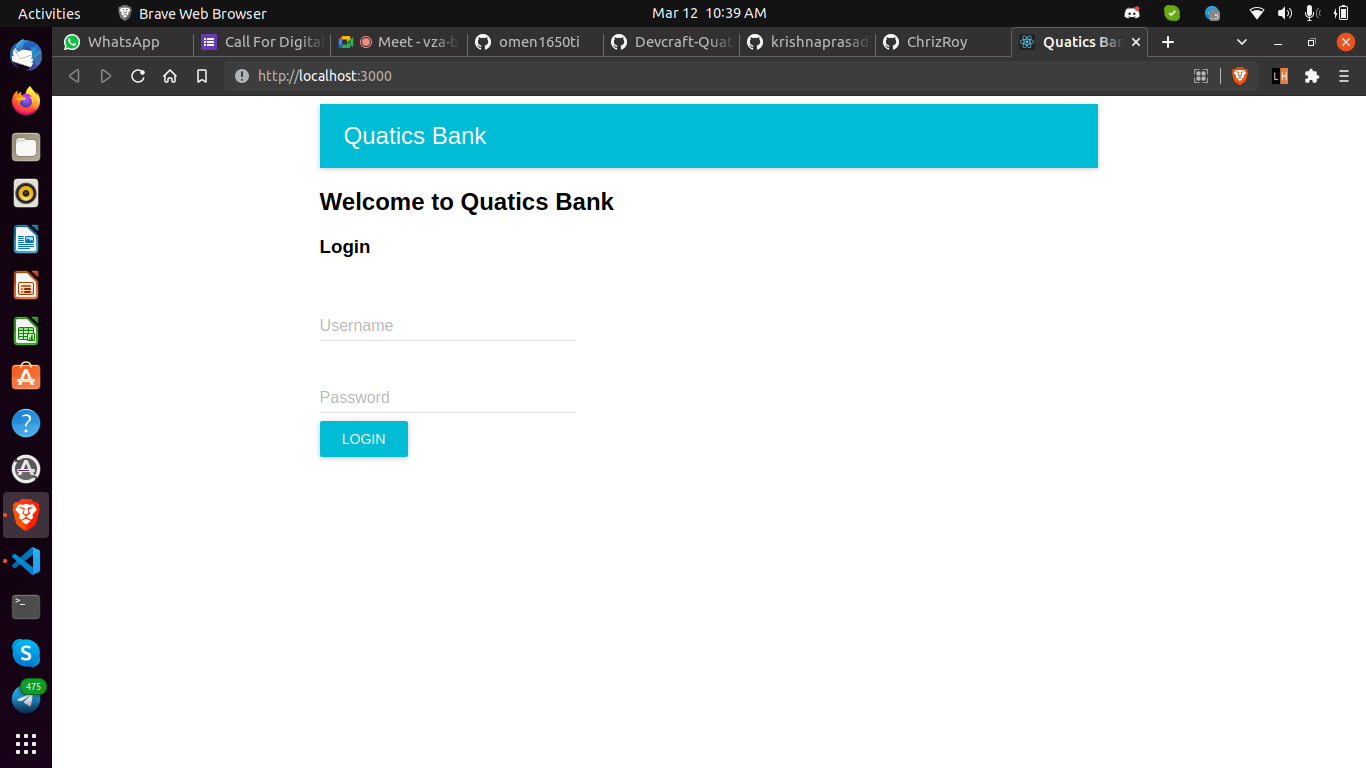 Activities Brave Web Browser Mar 12 10:39 AM
WhatsApp Call For Digital Meet - vza-b omen1650ti Devcraft-Quat krishnaprasad ChrizRoy Quatics Ban
http://localhost:3000 L H
Quatics Bank
Welcome to Quatics Bank
Login
Username
Password
LOGIN
475